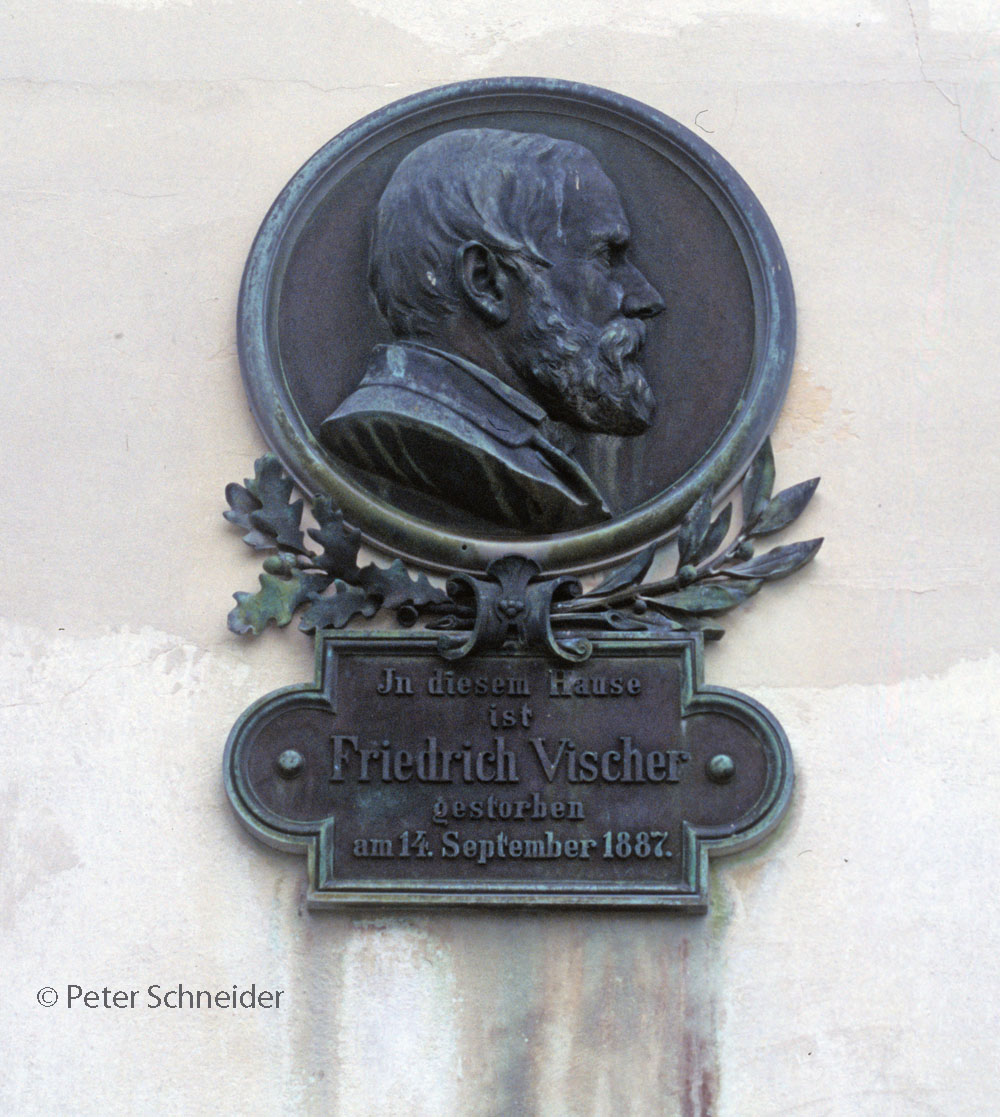 Jn diesem Hause
ist
Friedrich Vischer
gestorben
am 14. September 1887.
© Peter Schneider